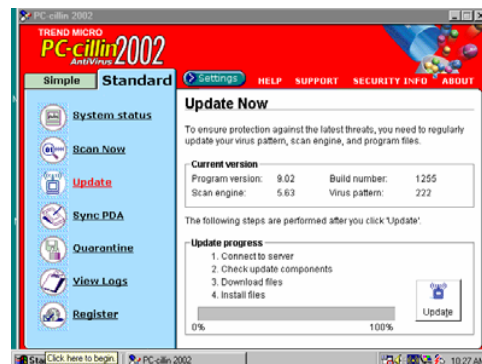 PC-cillin 2002
TREND MICRO
PC-cillin 2002
AntiVirus
Simple Standard
Settings HELP SUPPORT SECURITY INFO ABOUT
System status
Scan Now
Update
Sync PDA
Quarantine
View Logs
Register
Update Now
To ensure protection against the latest threats, you need to regularly
update your virus pattern, scan engine, and program files.
Current version
Program version: 9.02 Build number: 1255
Scan engine: 5.63 Virus pattern: 222
The following steps are performed after you click 'Update'.
Update progress
1. Connect to server
2. Check update components
3. Download files
4. Install files
Update
0% 100%
Click here to begin. PC-cillin 2002 10:27 AM